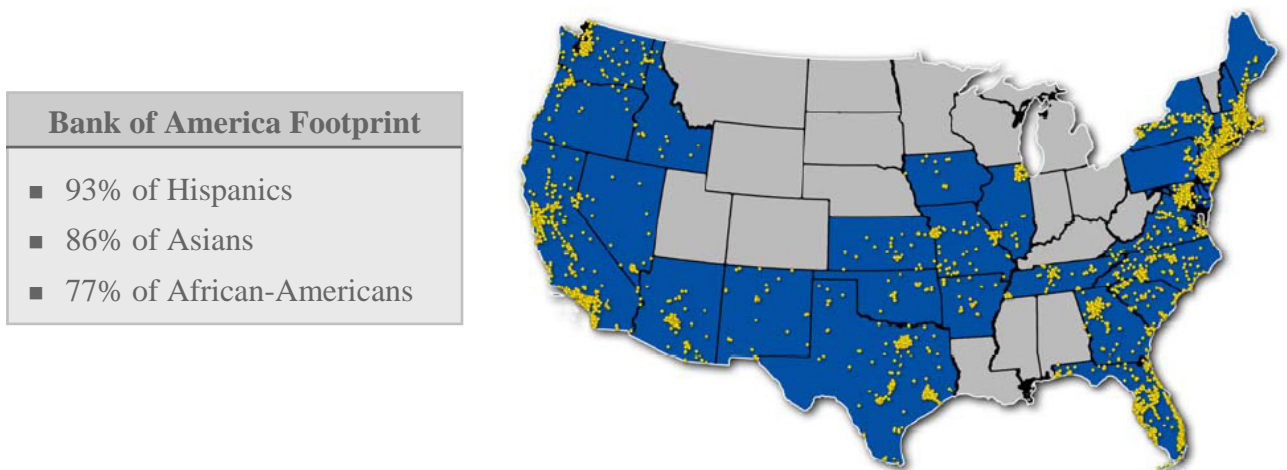 Bank of America Footprint
■ 93% of Hispanics
■ 86% of Asians
■ 77% of African-Americans